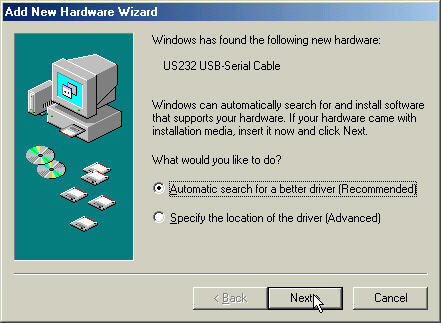 Add New Hardware Wizard
Windows has found the following new hardware:
US232 USB-Serial Cable
Windows can automatically search for and install software
that supports your hardware. If your hardware came with
installation media, insert it now and click Next.
What would you like to do?
Automatic search for a better driver (Recommended)
Specify the location of the driver (Advanced)
< Back
Next >
Cancel